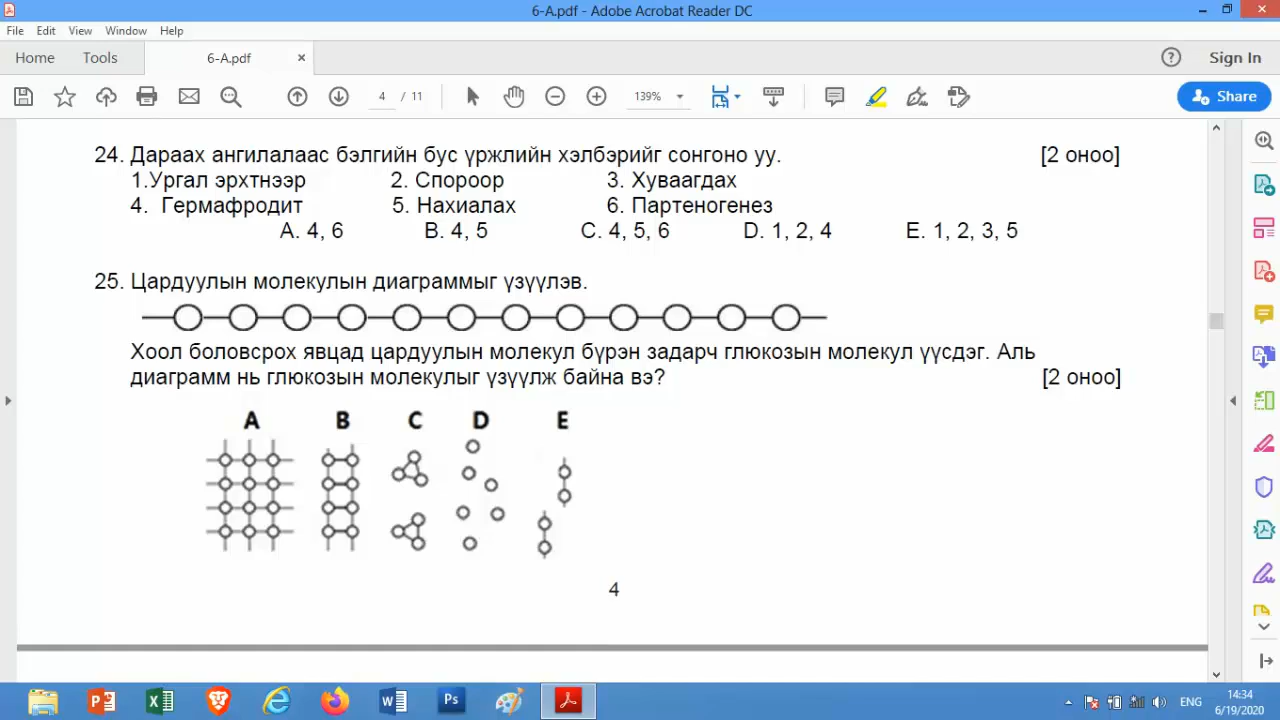 6-A.pdf - Adobe Acrobat Reader DC
File Edit View Window Help
Home Tools 6-A.pdf × ? Sign In
4 / 11 139% Share
24. Дараах ангилалаас бэлгийн бус үржлийн хэлбэрийг сонгоно уу. [2 оноо]
1.Ургал эрхтнээр 2. Спороор 3. Хуваагдах
4. Гермафродит 5. Нахиалах 6. Партеногенез
A. 4, 6 B. 4, 5 C. 4, 5, 6 D. 1, 2, 4 E. 1, 2, 3, 5
25. Цардуулын молекулын диаграммыг үзүүлэв.
Хоол боловсрох явцад цардуулын молекул бүрэн задарч глюкозын молекул үүсдэг. Аль
диаграмм нь глюкозын молекулыг үзүүлж байна вэ? [2 оноо]
A B C D E
4
ENG
14:34
6/19/2020